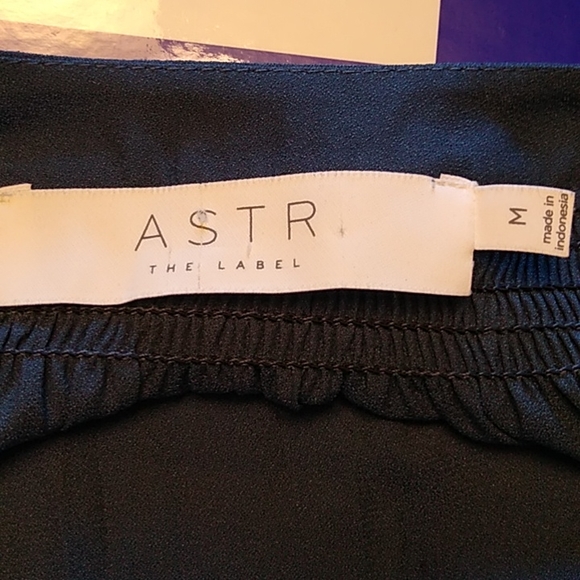 ASTR
THE LABEL
M
made in
indonesia